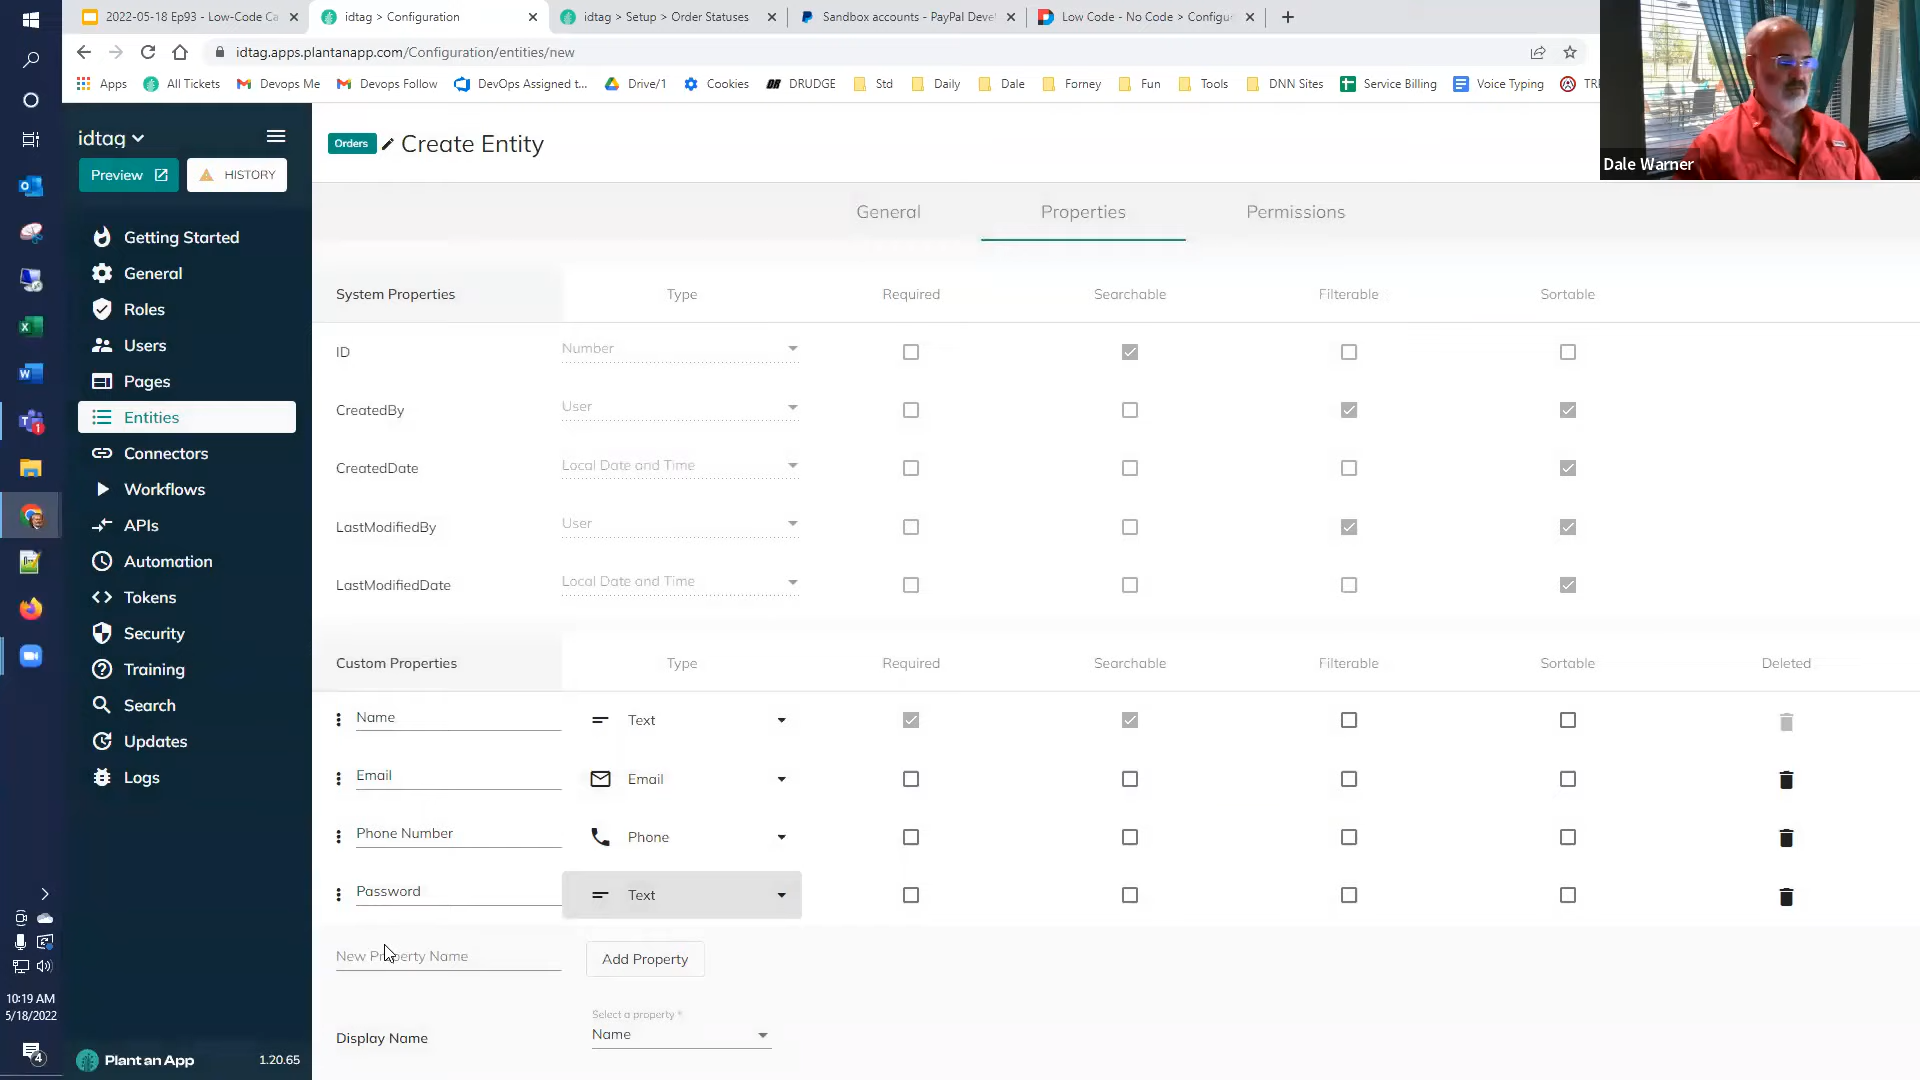 2022-05-18 Ep93 - Low-Code Ca
idtag > Configuration
idtag > Setup > Order Statuses
Sandbox accounts - PayPal Deve
Low Code - No Code > Configu
idtag.apps.plantanapp.com/Configuration/entities/new
Apps
All Tickets
Devops Me
Devops Follow
DevOps Assigned t...
Drive/1
Cookies
DRUDGE
Std
Daily
Dale
Forney
Fun
Tools
DNN Sites
Service Billing
Voice Typing
Dale Warner
idtag
Preview
HISTORY
Getting Started
General
Roles
Users
Pages
Entities
Connectors
Workflows
APIs
Automation
Tokens
Security
Training
Search
Updates
Logs
Plant an App
1.20.65
10:19 AM
5/18/2022
4
Orders
Create Entity
General
Properties
Permissions
System Properties
Type
Required
Searchable
Filterable
Sortable
ID
Number
CreatedBy
User
CreatedDate
Local Date and Time
LastModifiedBy
User
LastModifiedDate
Local Date and Time
Custom Properties
Type
Required
Searchable
Filterable
Sortable
Deleted
Name
Text
Email
Email
Phone Number
Phone
Password
Text
New Property Name
Add Property
Display Name
Select a property *
Name